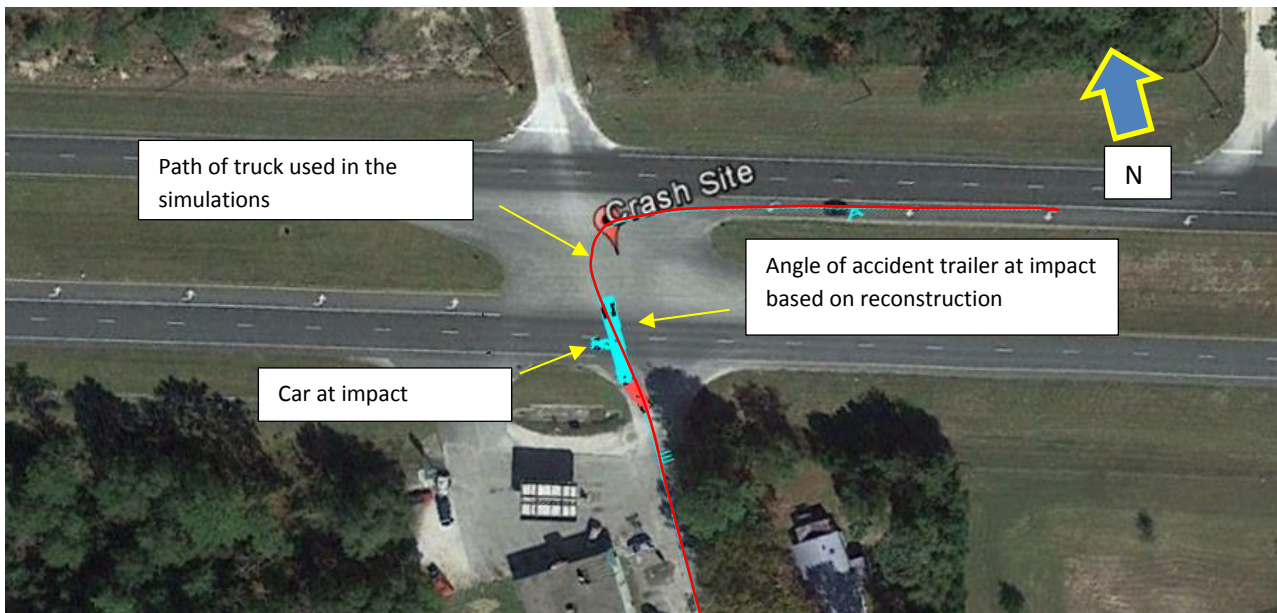 Path of truck used in the
simulations
Crash Site
N
Angle of accident trailer at impact
based on reconstruction
Car at impact